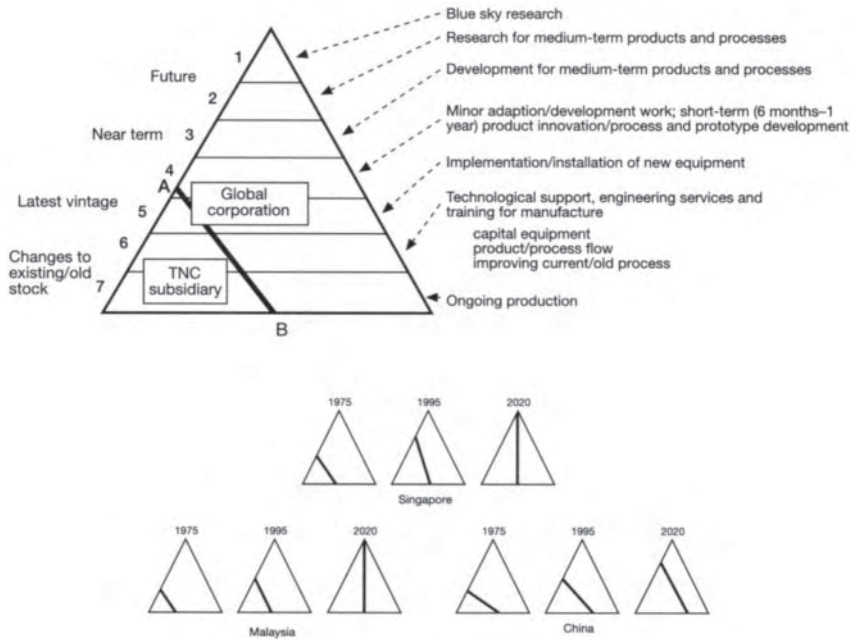 Blue sky research
Research for medium-term products and processes
Development for medium-term products and processes
Minor adaption/development work; short-term (6 months–1
year) product innovation/process and prototype development
Implementation/installation of new equipment
Technological support, engineering services and
training for manufacture
capital equipment
product/process flow
improving current/old process
Ongoing production
1
Future
2
Near term
3
4
A
Latest vintage
5
6
Changes to
existing/old
stock
7
Global
corporation
TNC
subsidiary
B
1975
1995
2020
Singapore
1975
1995
2020
Malaysia
1975
1995
2020
China